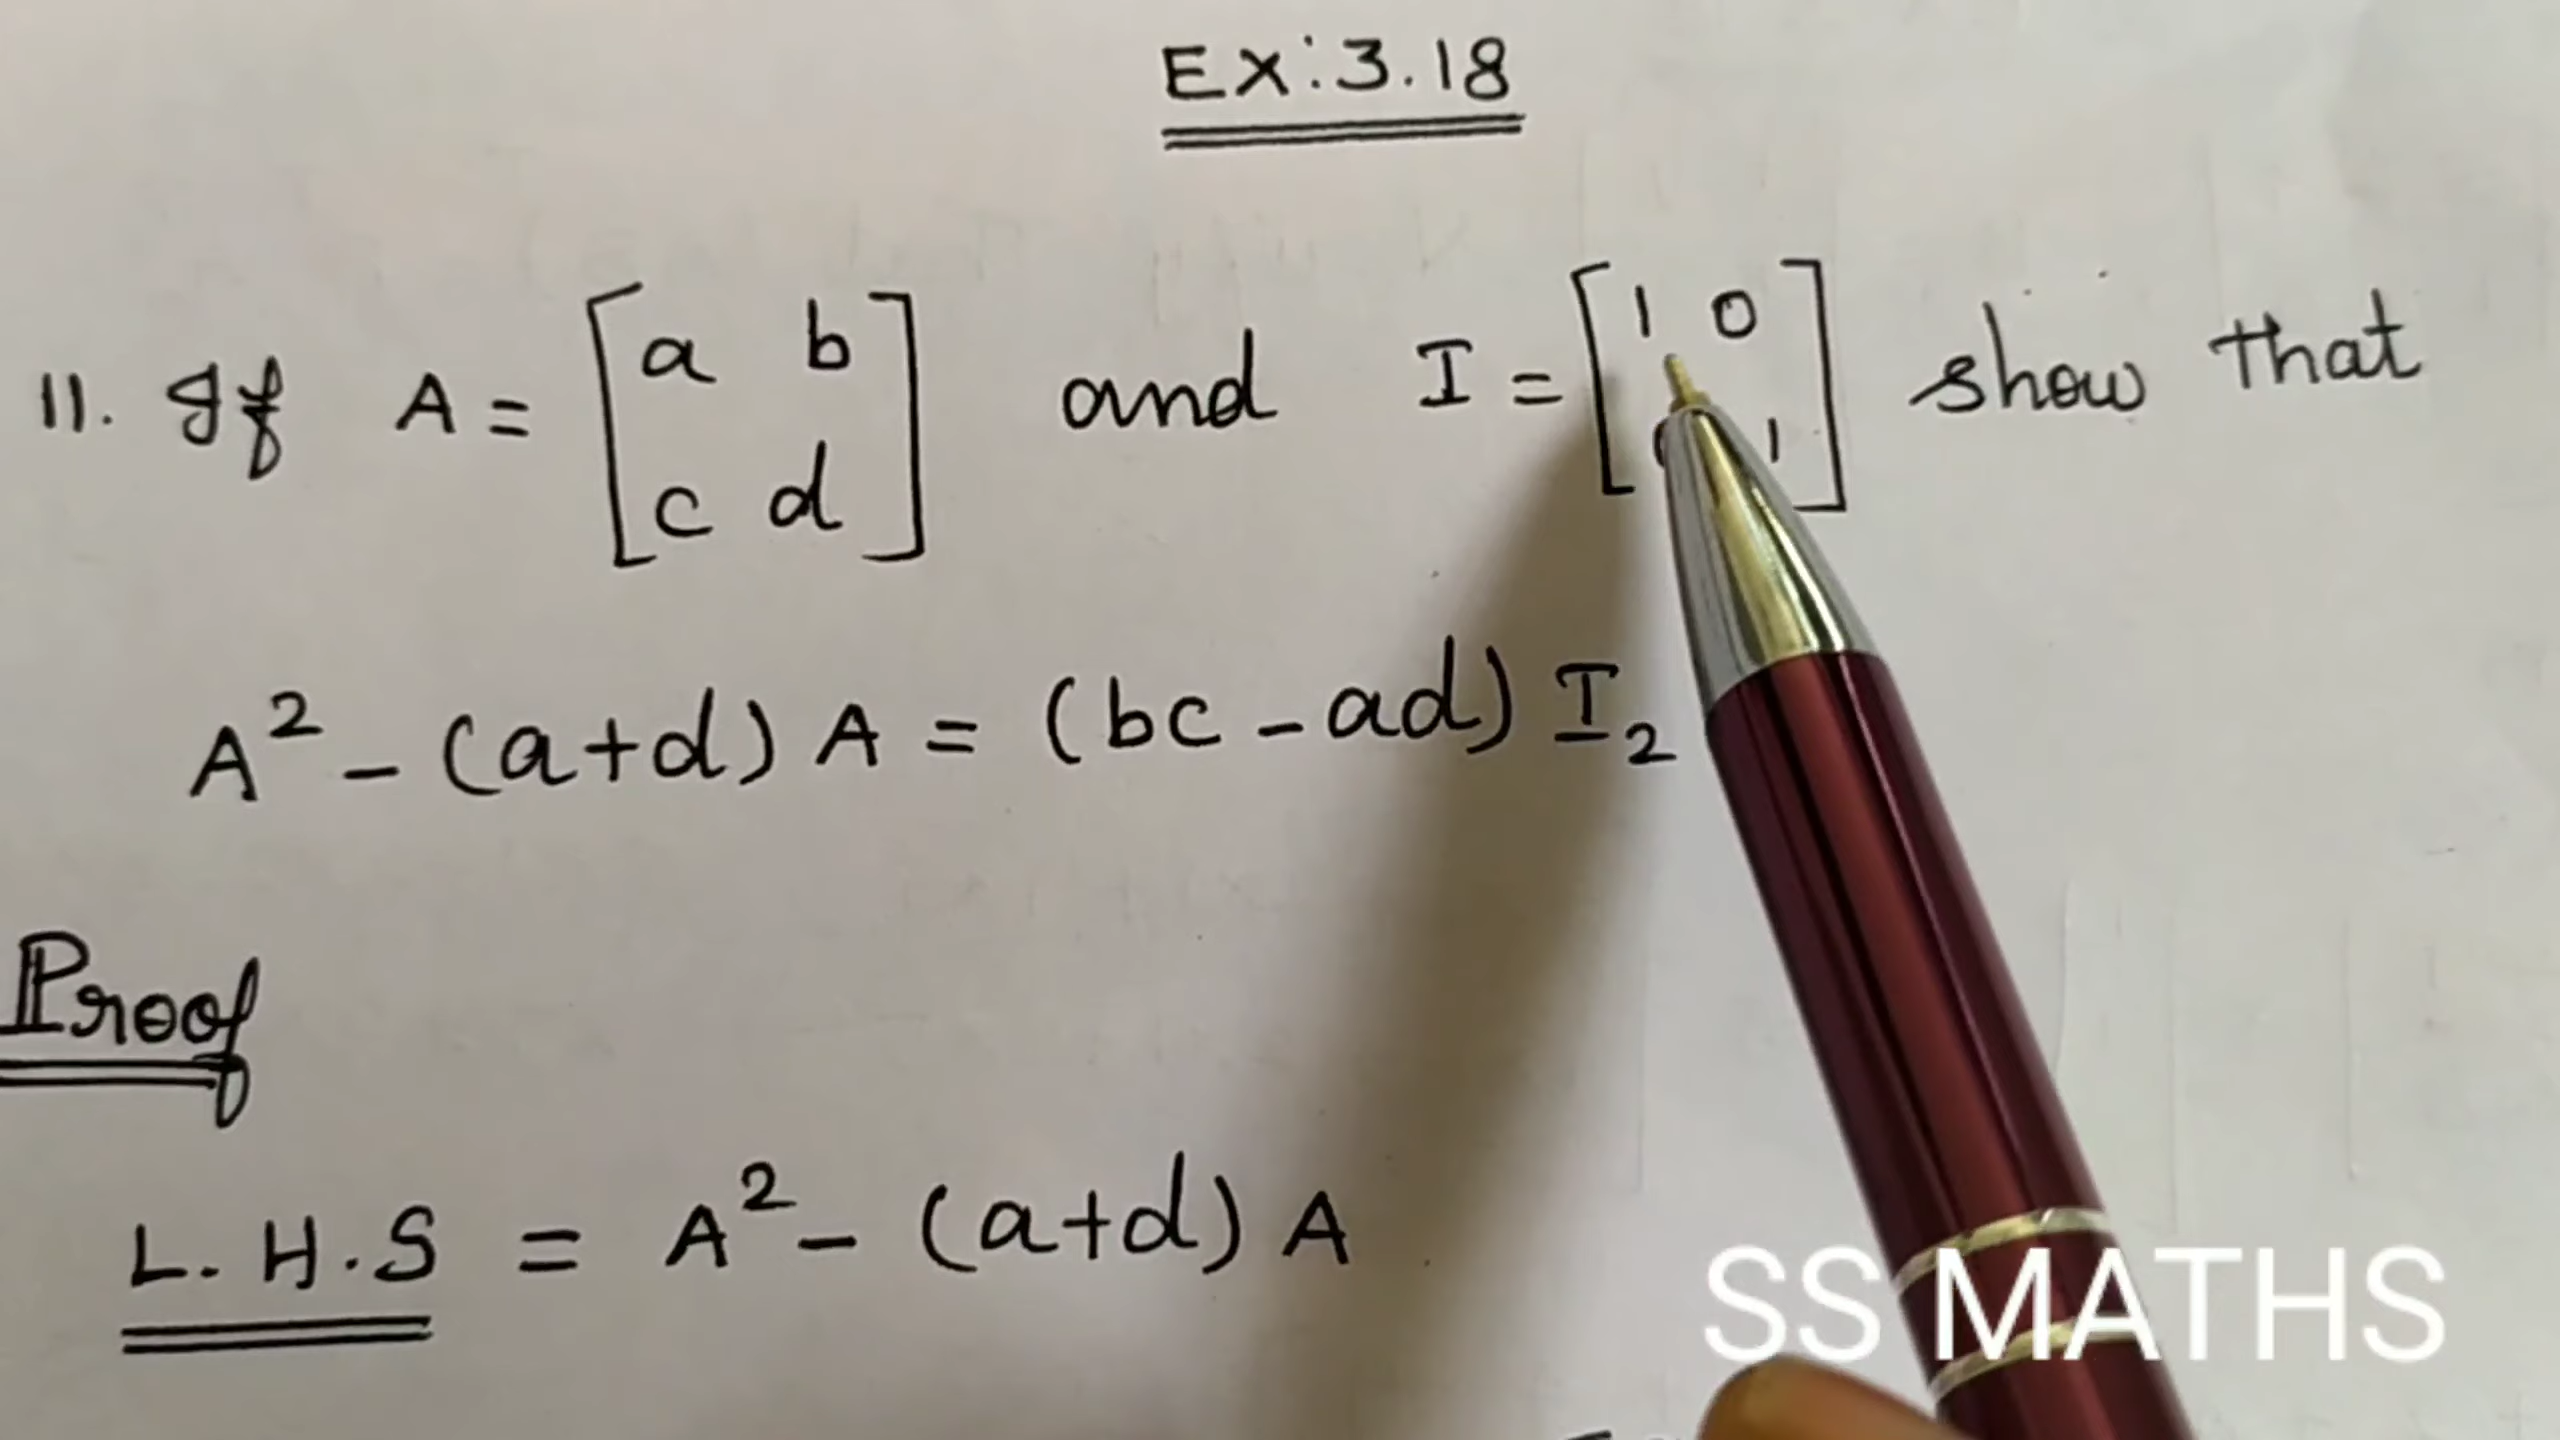 Ex: 3.18
11. If A = [a b
c d] and I = [1 0
1] show that
A² - (a+d) A = (bc - ad) I₂
Proof
L.H.S = A² - (a+d) A
SS MATHS